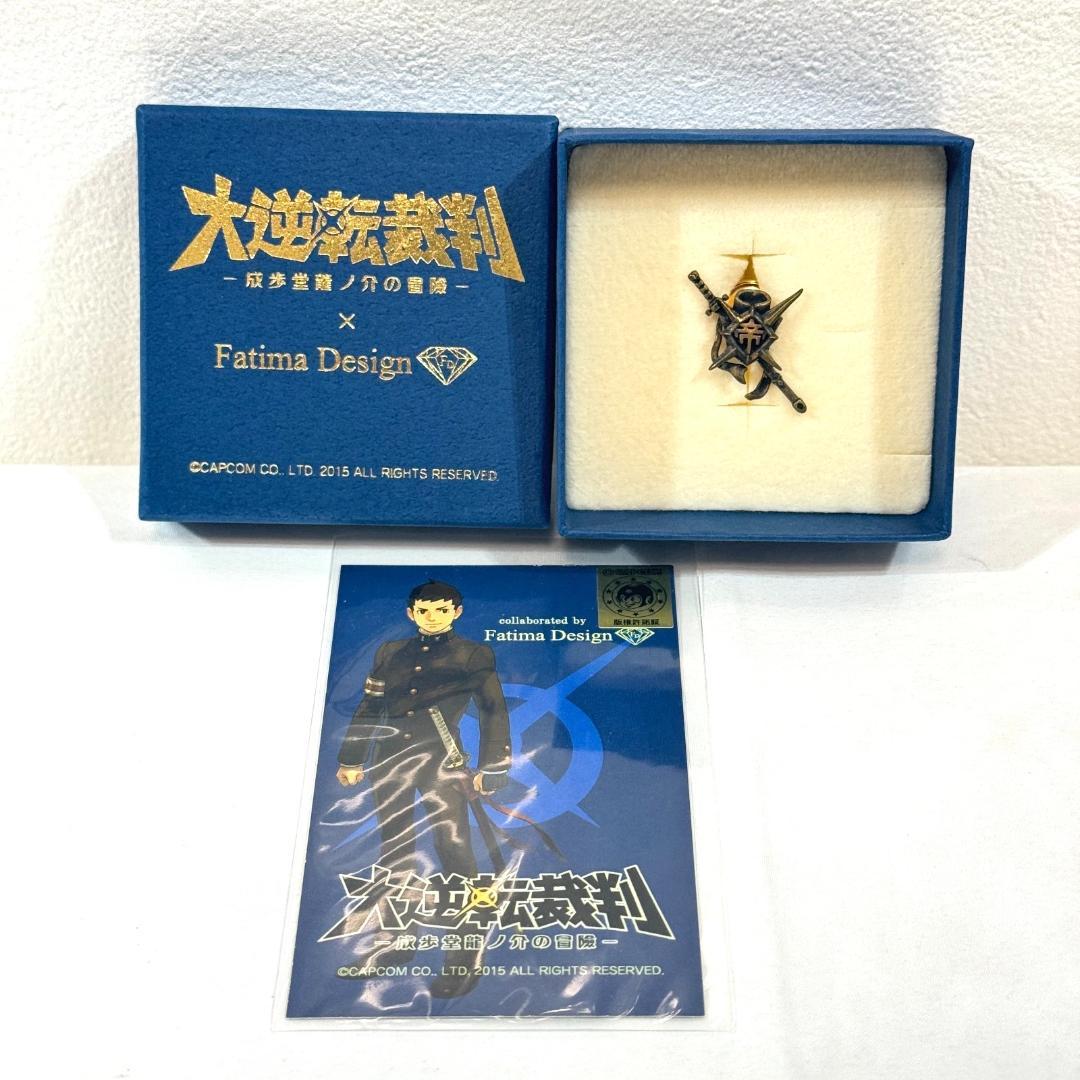 大逆転裁判
−成歩堂龍ノ介の冒險−
×
Fatima Design FD
©CAPCOM CO., LTD. 2015 ALL RIGHTS RESERVED.
帝
collaborated by
Fatima Design FD
版権許諾証
大逆転裁判
−成歩堂龍ノ介の冒險−
©CAPCOM CO., LTD. 2015 ALL RIGHTS RESERVED.